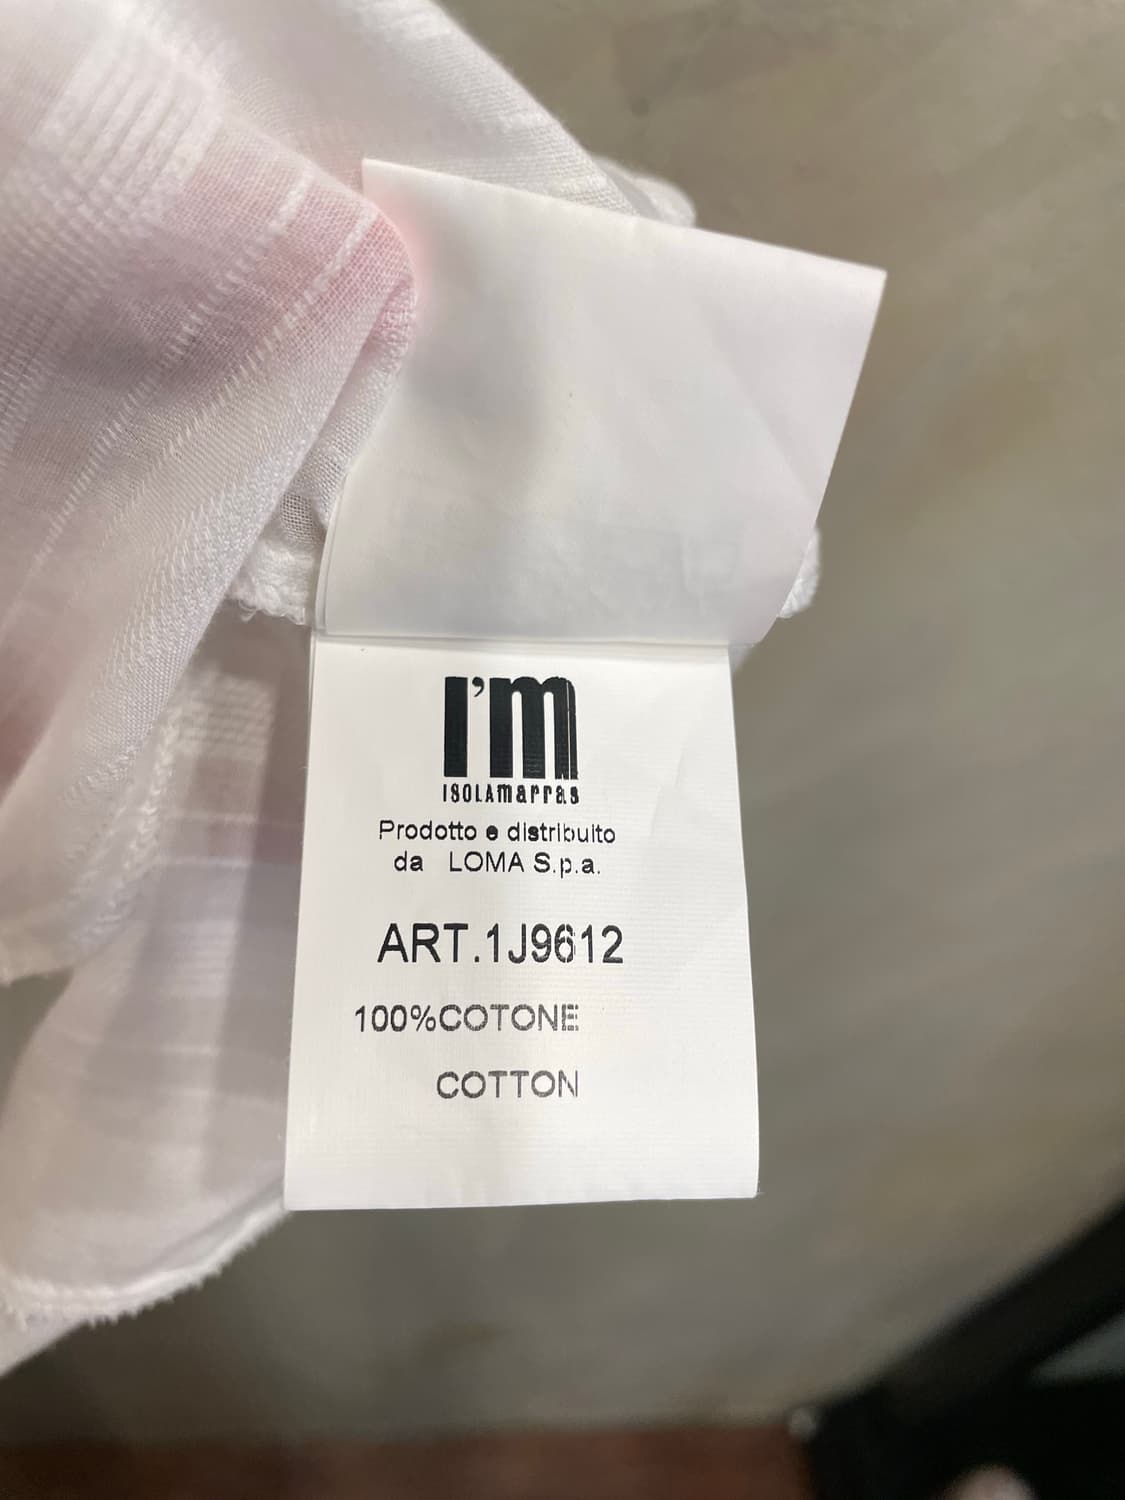 I'm
ISOLAmarras
Prodotto e distribuito
da LOMA S.p.a.
ART.1J9612
100%COTONE
COTTON